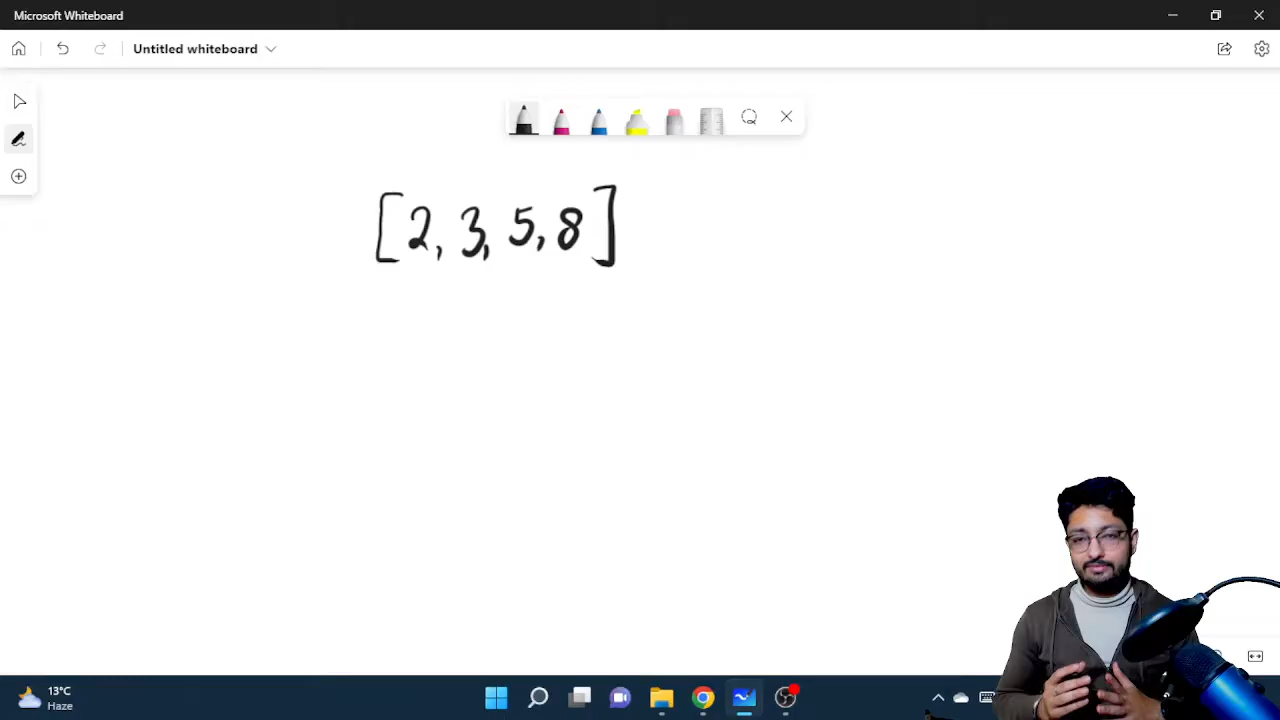 Microsoft Whiteboard
Untitled whiteboard
[2, 3, 5, 8]
13°C
Haze